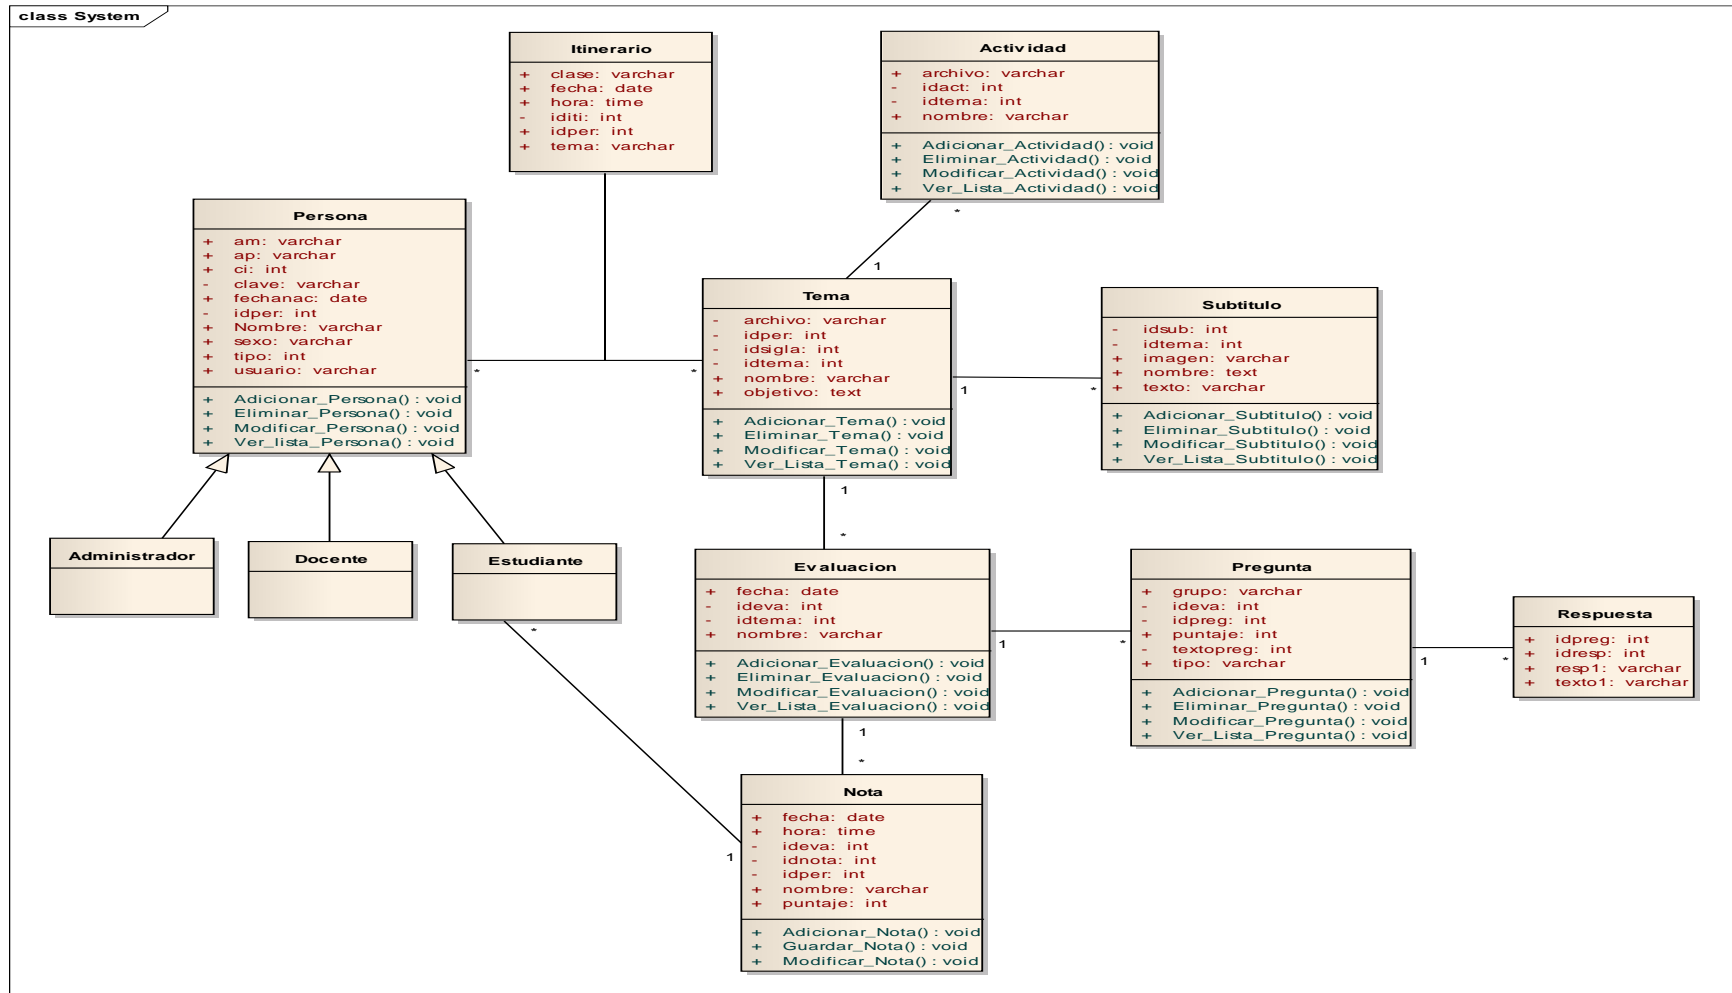 class System
Itinerario
+ clase: varchar
+ fecha: date
+ hora: time
- iditi: int
+ idper: int
+ tema: varchar
Actividad
+ archivo: varchar
- idact: int
- idtema: int
+ nombre: varchar
+ Adicionar_Actividad() : void
+ Eliminar_Actividad() : void
+ Modificar_Actividad() : void
+ Ver_Lista_Actividad() : void
*
1
Persona
+ am: varchar
+ ap: varchar
+ ci: int
- clave: varchar
+ fechanac: date
- idper: int
+ Nombre: varchar
+ sexo: varchar
+ tipo: int
+ usuario: varchar
+ Adicionar_Persona() : void
+ Eliminar_Persona() : void
+ Modificar_Persona() : void
+ Ver_lista_Persona() : void
*
*
Tema
- archivo: varchar
- idper: int
- idsigla: int
- idtema: int
+ nombre: varchar
+ objetivo: text
+ Adicionar_Tema() : void
+ Eliminar_Tema() : void
+ Modificar_Tema() : void
+ Ver_Lista_Tema() : void
1
*
Subtitulo
- idsub: int
- idtema: int
+ imagen: varchar
+ nombre: text
+ texto: varchar
+ Adicionar_Subtitulo() : void
+ Eliminar_Subtitulo() : void
+ Modificar_Subtitulo() : void
+ Ver_Lista_Subtitulo() : void
1
*
Administrador
Docente
Estudiante
*
Evaluacion
+ fecha: date
- ideva: int
- idtema: int
+ nombre: varchar
+ Adicionar_Evaluacion() : void
+ Eliminar_Evaluacion() : void
+ Modificar_Evaluacion() : void
+ Ver_Lista_Evaluacion() : void
1
*
Pregunta
+ grupo: varchar
- ideva: int
- idpreg: int
+ puntaje: int
- textopreg: int
+ tipo: varchar
+ Adicionar_Pregunta() : void
+ Eliminar_Pregunta() : void
+ Modificar_Pregunta() : void
+ Ver_Lista_Pregunta() : void
1
*
Respuesta
+ idpreg: int
+ idresp: int
+ resp1: varchar
+ texto1: varchar
1
*
1
Nota
+ fecha: date
+ hora: time
- ideva: int
- idnota: int
- idper: int
+ nombre: varchar
+ puntaje: int
+ Adicionar_Nota() : void
+ Guardar_Nota() : void
+ Modificar_Nota() : void